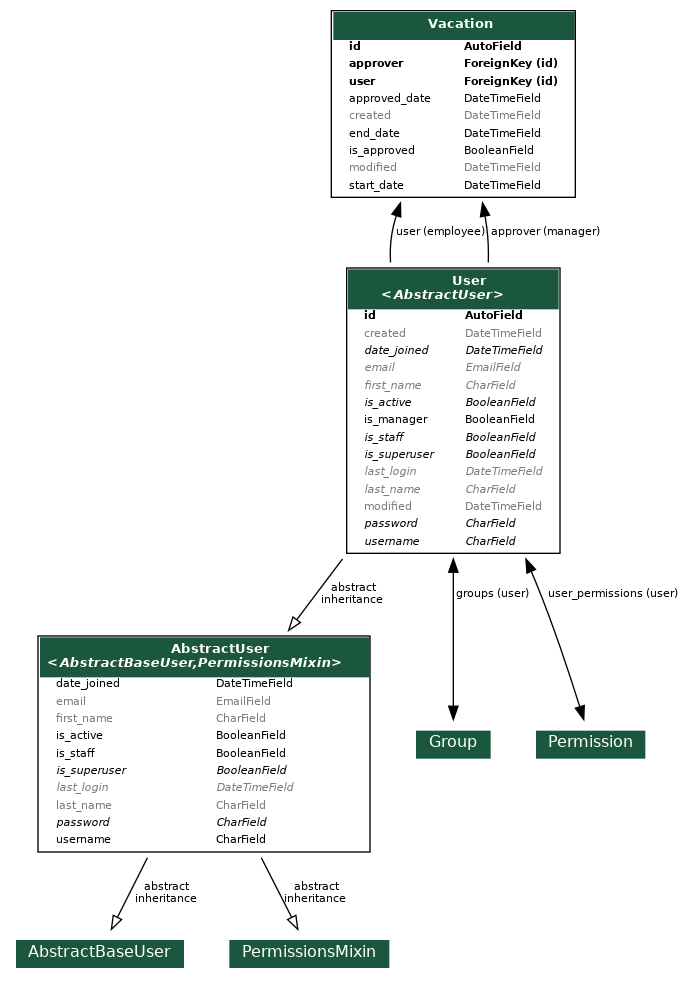 Vacation
id AutoField
approver ForeignKey (id)
user ForeignKey (id)
approved_date DateTimeField
created DateTimeField
end_date DateTimeField
is_approved BooleanField
modified DateTimeField
start_date DateTimeField
user (employee) approver (manager)
User
<AbstractUser>
id AutoField
created DateTimeField
date_joined DateTimeField
email EmailField
first_name CharField
is_active BooleanField
is_manager BooleanField
is_staff BooleanField
is_superuser BooleanField
last_login DateTimeField
last_name CharField
modified DateTimeField
password CharField
username CharField
abstract
inheritance
groups (user)
user_permissions (user)
AbstractUser
<AbstractBaseUser,PermissionsMixin>
date_joined DateTimeField
email EmailField
first_name CharField
is_active BooleanField
is_staff BooleanField
is_superuser BooleanField
last_login DateTimeField
last_name CharField
password CharField
username CharField
Group
Permission
abstract
inheritance
abstract
inheritance
AbstractBaseUser
PermissionsMixin